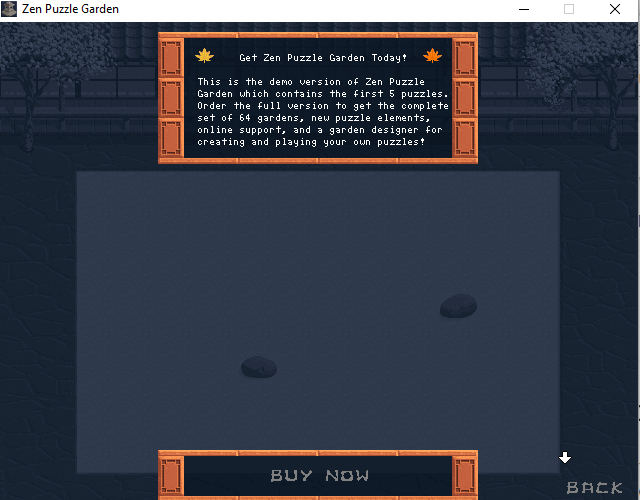 Zen Puzzle Garden
Get Zen Puzzle Garden Today!
This is the demo version of Zen Puzzle
Garden which contains the first 5 puzzles.
Order the full version to get the complete
set of 64 gardens, new puzzle elements,
online support, and a garden designer for
creating and playing your own puzzles!
BUY NOW
BACK